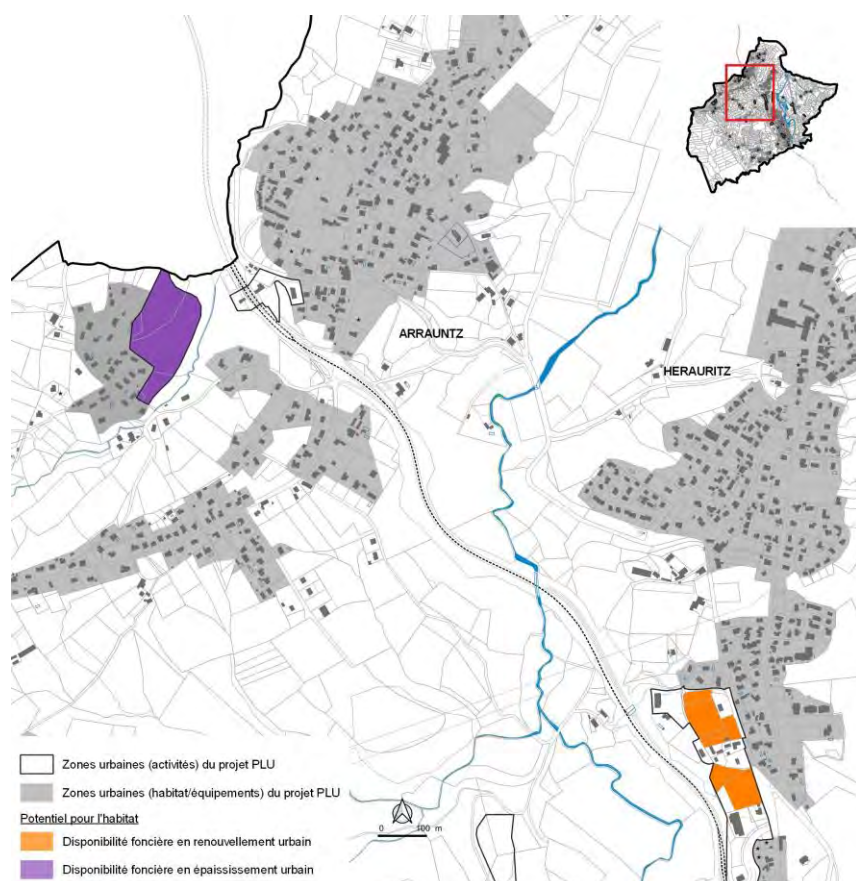 ARRAUNTZ
HERAURITZ
Zones urbaines (activités) du projet PLU
Zones urbaines (habitat/équipements) du projet PLU
Potentiel pour l'habitat
Disponibilité foncière en renouvellement urbain
Disponibilité foncière en épaississement urbain
0 100 m